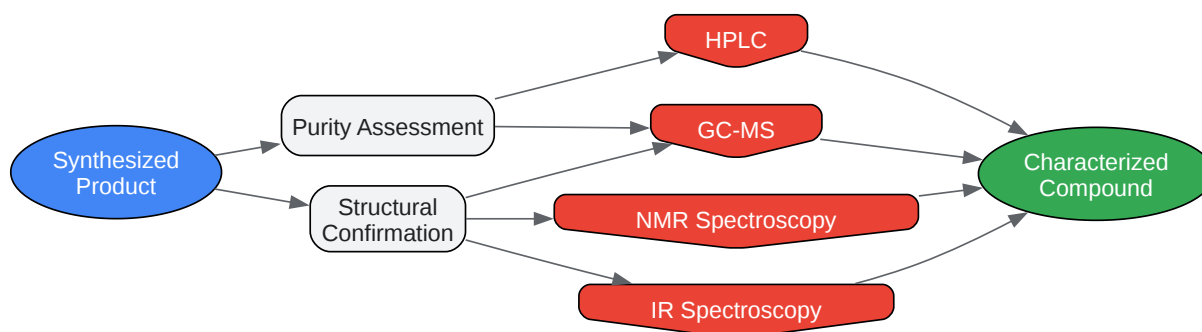 HPLC
Purity Assessment
GC-MS
Synthesized
Product
Characterized
Compound
Structural
Confirmation
NMR Spectroscopy
IR Spectroscopy